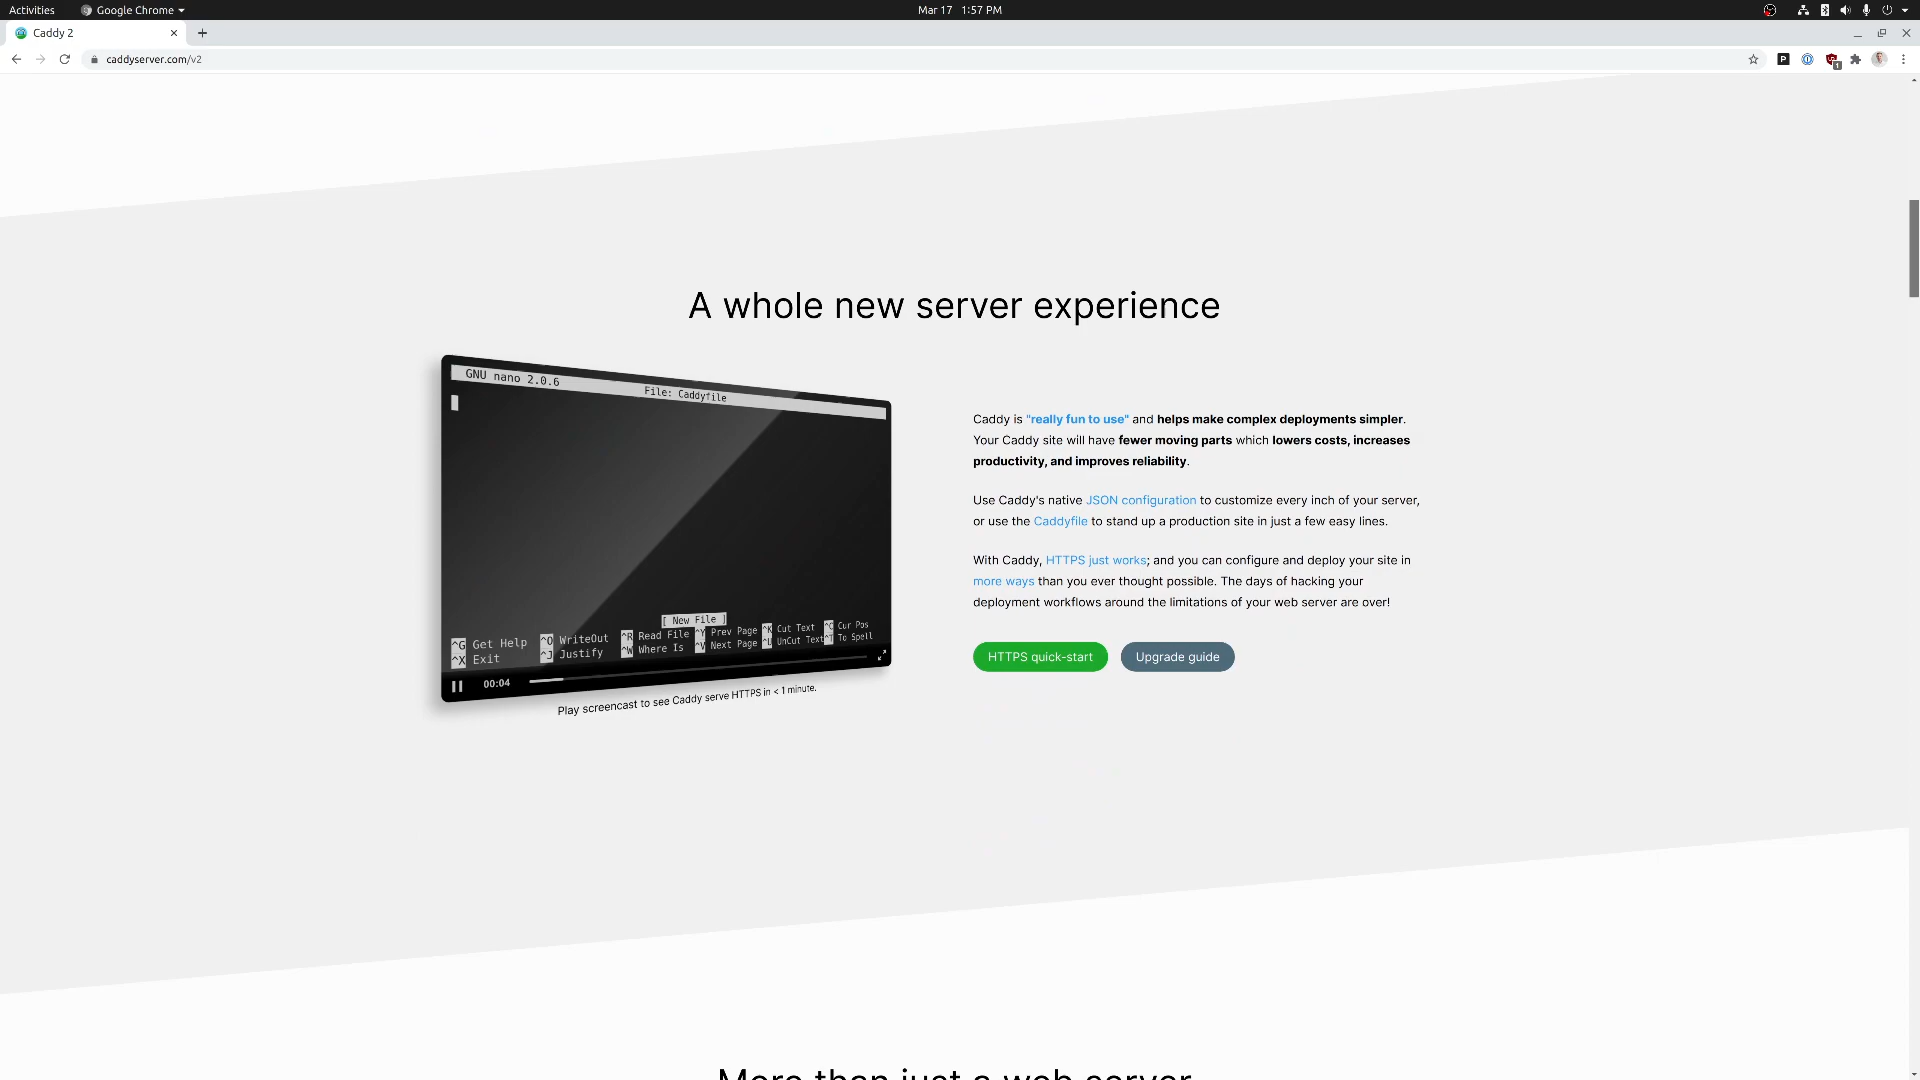 Activities Google Chrome Mar 17 1:57 PM
Caddy 2
caddyserver.com/v2
1
A whole new server experience
GNU nano 2.0.6 File: Caddyfile
[ New File ]
^G Get Help ^O WriteOut ^R Read File ^Y Prev Page ^K Cut Text ^C Cur Pos
^X Exit ^J Justify ^W Where Is ^V Next Page ^U UnCut Text ^T To Spell
00:04
Play screencast to see Caddy serve HTTPS in < 1 minute.
Caddy is "really fun to use" and helps make complex deployments simpler.
Your Caddy site will have fewer moving parts which lowers costs, increases
productivity, and improves reliability.
Use Caddy's native JSON configuration to customize every inch of your server,
or use the Caddyfile to stand up a production site in just a few easy lines.
With Caddy, HTTPS just works; and you can configure and deploy your site in
more ways than you ever thought possible. The days of hacking your
deployment workflows around the limitations of your web server are over!
HTTPS quick-start Upgrade guide
More than just a web server